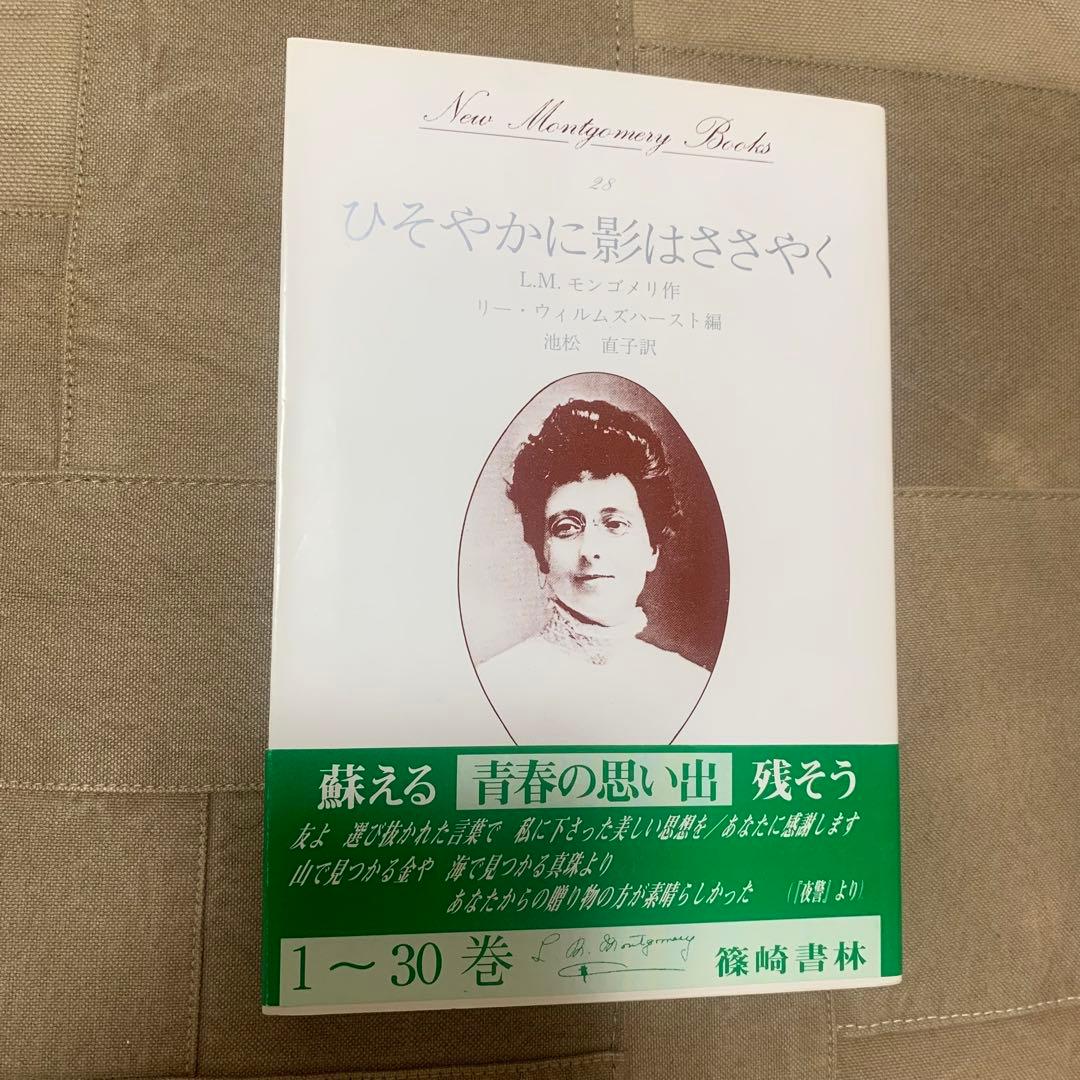 New Montgomery Books
28
ひそやかに影はささやく
L.M. モンゴメリ作
リー・ウィルムズハースト編
池松　直子訳
蘇える 青春の思い出 残そう
友よ　選び抜かれた言葉で　私に下さった美しい思想を／あなたに感謝します
山で見つかる金や　海で見つかる真珠より
あなたからの贈り物の方が素晴らしかった　（『夜警』より）
1～30 巻 L M. Montgomery 篠崎書林